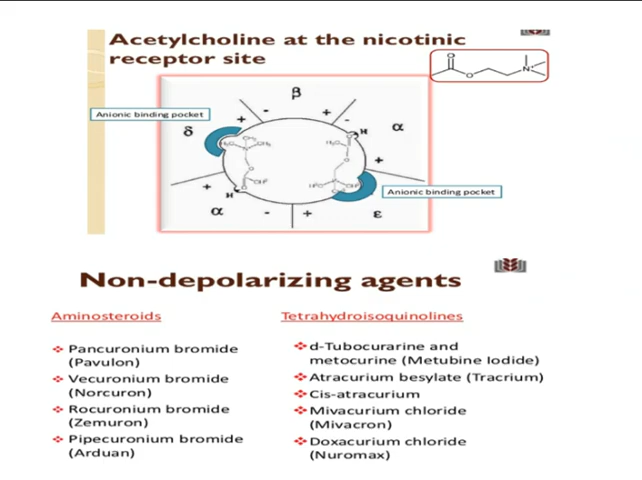 Acetylcholine at the nicotinic
receptor site
O
O
N+
Anionic binding pocket
β
+
-
+
-
δ
α
H
+
Anionic binding pocket
+
H
α
-
+
ε
Non-depolarizing agents
Aminosteroids
Pancuronium bromide
(Pavulon)
Vecuronium bromide
(Norcuron)
Rocuronium bromide
(Zemuron)
Pipecuronium bromide
(Arduan)
Tetrahydroisoquinolines
d-Tubocurarine and
metocurine (Metubine Iodide)
Atracurium besylate (Tracrium)
Cis-atracurium
Mivacurium chloride
(Mivacron)
Doxacurium chloride
(Nuromax)